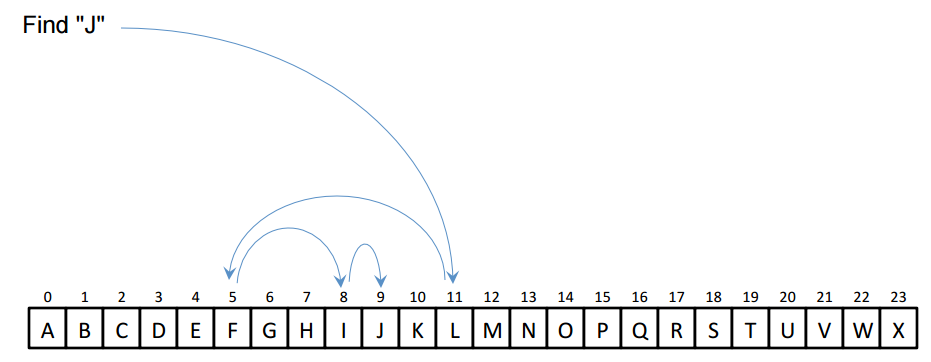 Find "J"
0 1 2 3 4 5 6 7 8 9 10 11 12 13 14 15 16 17 18 19 20 21 22 23
A B C D E F G H I J K L M N O P Q R S T U V W X